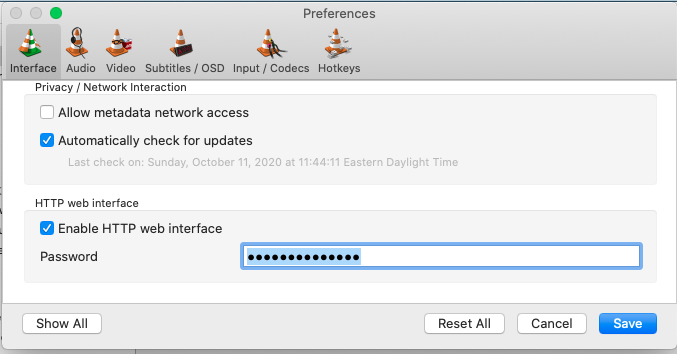 Preferences
Interface Audio Video Subtitles / OSD Input / Codecs Hotkeys
Privacy / Network Interaction
Allow metadata network access
Automatically check for updates
Last check on: Sunday, October 11, 2020 at 11:44:11 Eastern Daylight Time
HTTP web interface
Enable HTTP web interface
Password ••••••••••••••
Show All Reset All Cancel Save